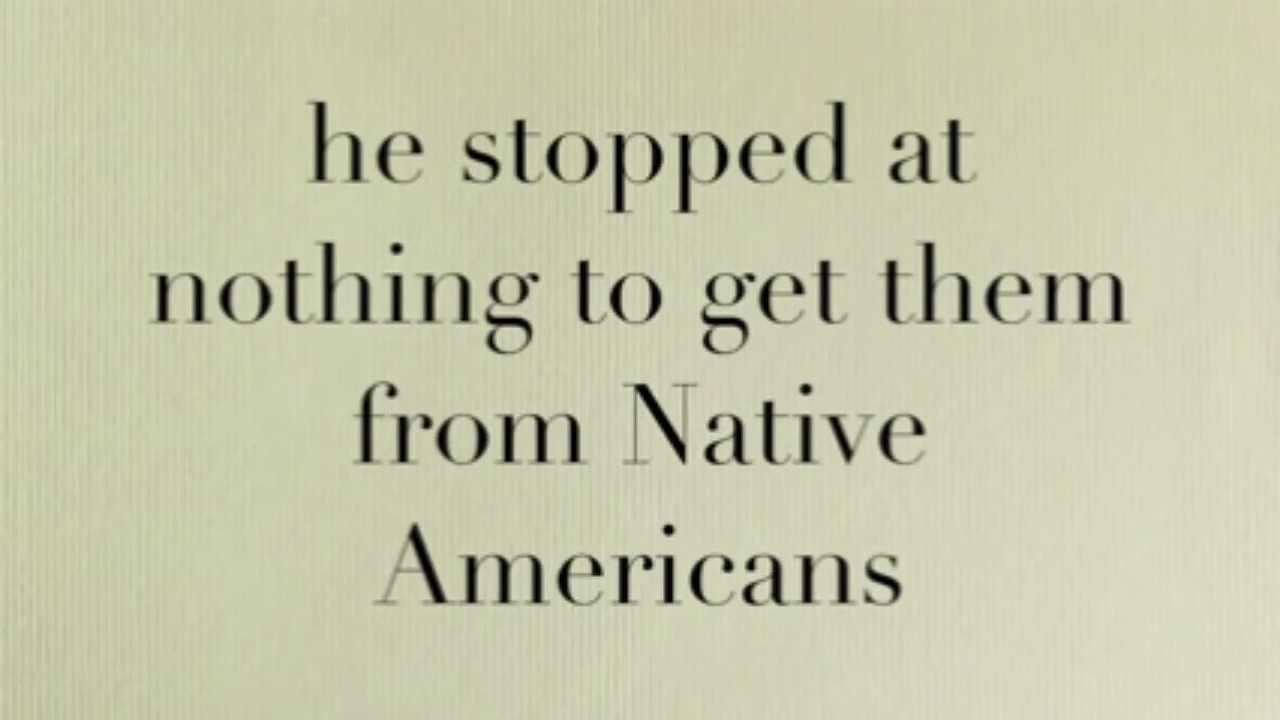 he stopped at
nothing to get them
from Native
Americans